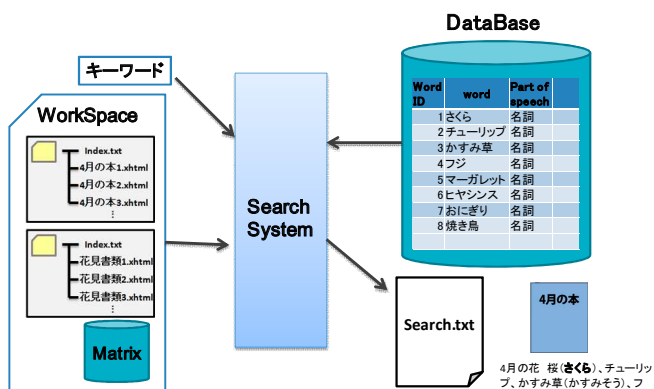 DataBase
キーワード
WorkSpace
Index.txt
4月の本1.xhtml
4月の本2.xhtml
4月の本3.xhtml
⋮
Index.txt
花見書類1.xhtml
花見書類2.xhtml
花見書類3.xhtml
⋮
Matrix
Search
System
Word ID word Part of speech
1 さくら 名詞
2 チューリップ 名詞
3 かすみ草 名詞
4 フジ 名詞
5 マーガレット 名詞
6 ヒヤシンス 名詞
7 おにぎり 名詞
8 焼き鳥 名詞
Search.txt
4月の本
4月の花 桜(さくら)、チューリッ
プ、かすみ草(かすみそう)、フ